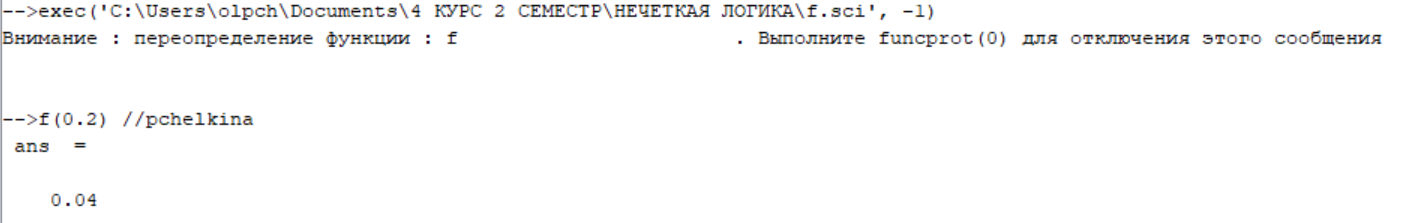 -->exec('C:\Users\olpch\Documents\4 КУРС 2 СЕМЕСТР\НЕЧЕТКАЯ ЛОГИКА\f.sci', -1)
Внимание : переопределение функции : f                       . Выполните funcprot(0) для отключения этого сообщения
-->f(0.2) //pchelkina
ans  =
0.04